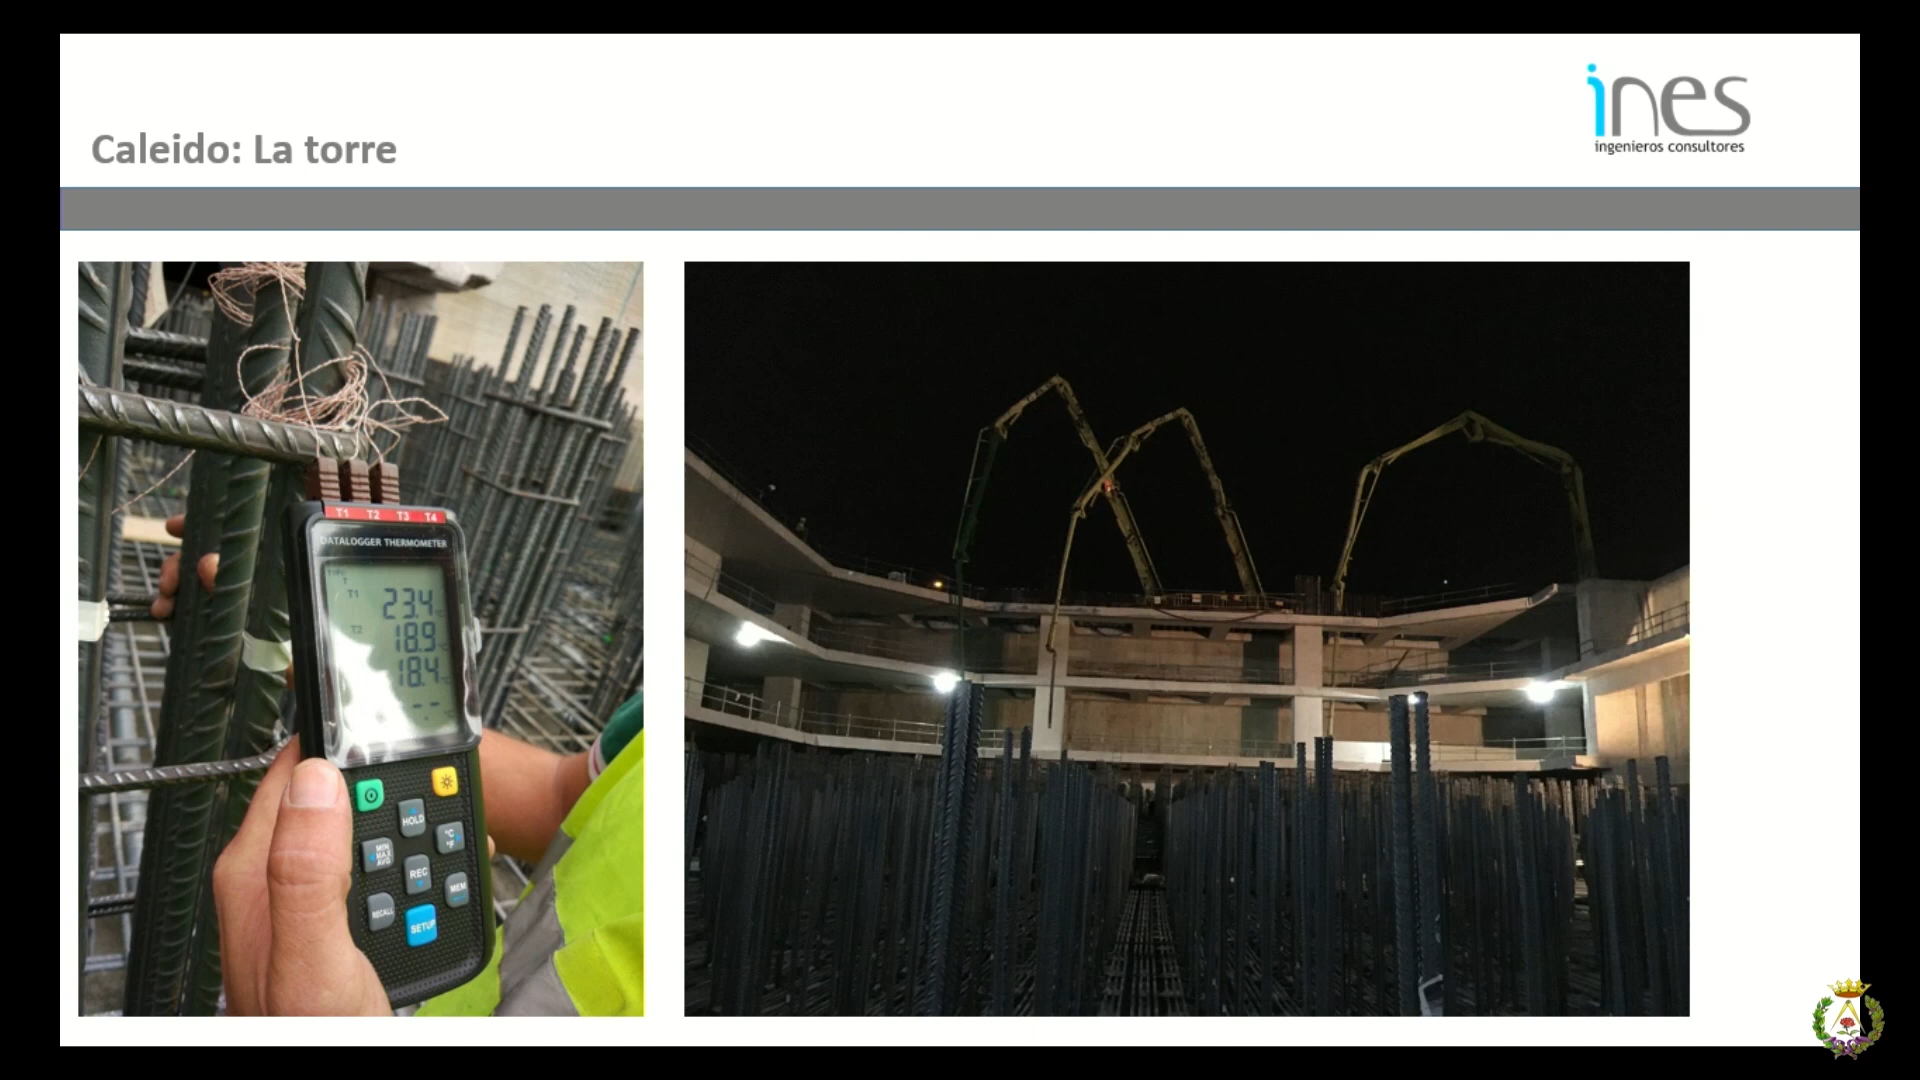 ines
ingenieros consultores
Caleido: La torre
T1 T2 T3 T4
DATALOGGER THERMOMETER
T
T1
23.4
T2
18.9
18.4
--.-
HOLD
°C
°F
MIN
MAX
AVG
REC
MEM
RECALL
SETUP